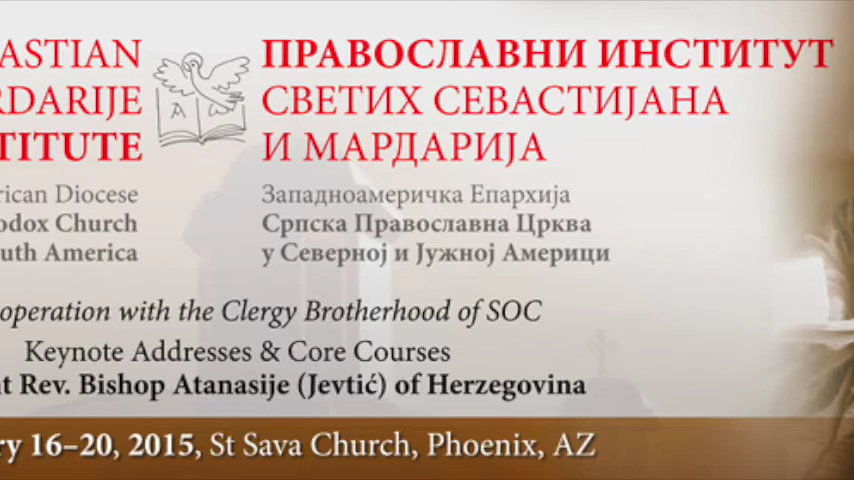 ASTIAN
RDARIJE
TITUTE
rican Diocese
odox Church
uth America
А Ω
ПРАВОСЛАВНИ ИНСТИТУТ
СВЕТИХ СЕВАСТИЈАНА
И МАРДАРИЈА
Западноамеричка Епархија
Српска Православна Црква
у Северној и Јужној Америци
operation with the Clergy Brotherhood of SOC
Keynote Addresses & Core Courses
t Rev. Bishop Atanasije (Jevtić) of Herzegovina
ry 16–20, 2015, St Sava Church, Phoenix, AZ